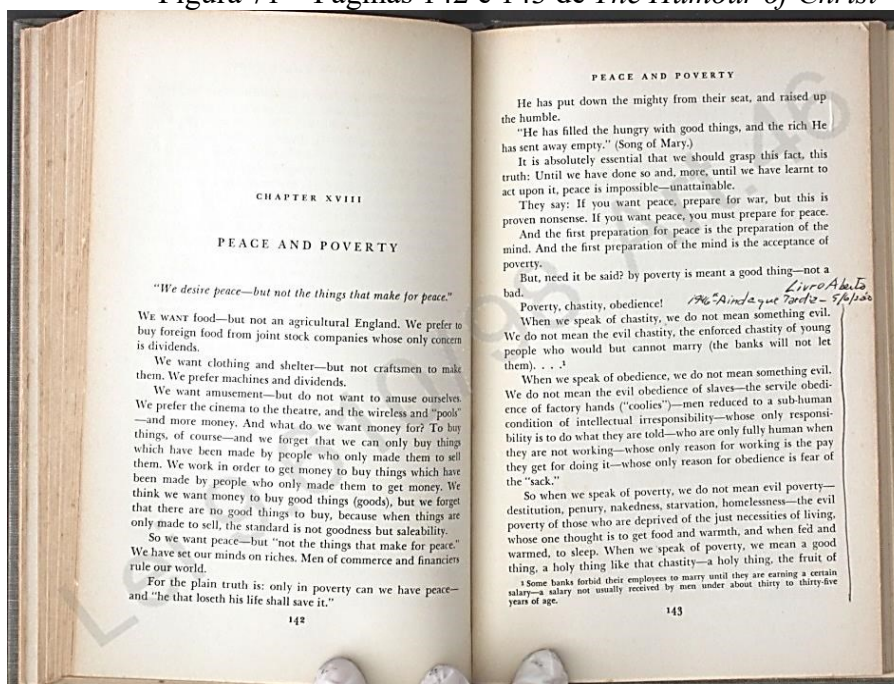 Figura 71 – Páginas 142 e 143 de The Humour of Christ
CHAPTER XVIII
PEACE AND POVERTY
"We desire peace—but not the things that make for peace."
WE WANT food—but not an agricultural England. We prefer to
buy foreign food from joint stock companies whose only concern
is dividends.
We want clothing and shelter—but not craftsmen to make
them. We prefer machines and dividends.
We want amusement—but do not want to amuse ourselves.
We prefer the cinema to the theatre, and the wireless and "pools"
—and more money. And what do we want money for? To buy
things, of course—and we forget that we can only buy things
which have been made by people who only made them to sell
them. We work in order to get money to buy things which have
been made by people who only made them to get money. We
think we want money to buy good things (goods), but we forget
that there are no good things to buy, because when things are
only made to sell, the standard is not goodness but saleability.
So we want peace—but "not the things that make for peace."
We have set our minds on riches. Men of commerce and financiers
rule our world.
For the plain truth is: only in poverty can we have peace—
and "he that loseth his life shall save it."
142
PEACE AND POVERTY
He has put down the mighty from their seat, and raised up
the humble.
"He has filled the hungry with good things, and the rich He
has sent away empty." (Song of Mary.)
It is absolutely essential that we should grasp this fact, this
truth: Until we have done so and, more, until we have learnt to
act upon it, peace is impossible—unattainable.
They say: If you want peace, prepare for war, but this is
proven nonsense. If you want peace, you must prepare for peace.
And the first preparation for peace is the preparation of the
mind. And the first preparation of the mind is the acceptance of
poverty.
But, need it be said? by poverty is meant a good thing—not a
bad.
Livro Aberto
Poverty, chastity, obedience!
Ainda que Tardio –
When we speak of chastity, we do not mean something evil.
We do not mean the evil chastity, the enforced chastity of young
people who would but cannot marry (the banks will not let
them). . . .¹
When we speak of obedience, we do not mean something evil.
We do not mean the evil obedience of slaves—the servile obedi-
ence of factory hands ("coolies")—men reduced to a sub-human
condition of intellectual irresponsibility—whose only responsi-
bility is to do what they are told—who are only fully human when
they are not working—whose only reason for working is the pay
they get for doing it—whose only reason for obedience is fear of
the "sack."
So when we speak of poverty, we do not mean evil poverty—
destitution, penury, nakedness, starvation, homelessness—the evil
poverty of those who are deprived of the just necessities of living,
whose one thought is to get food and warmth, and when fed and
warmed, to sleep. When we speak of poverty, we mean a good
thing, a holy thing like that chastity—a holy thing, the fruit of
¹ Some banks forbid their employees to marry until they are earning a certain
salary—a salary not usually received by men under about thirty to thirty-five
years of age.
143